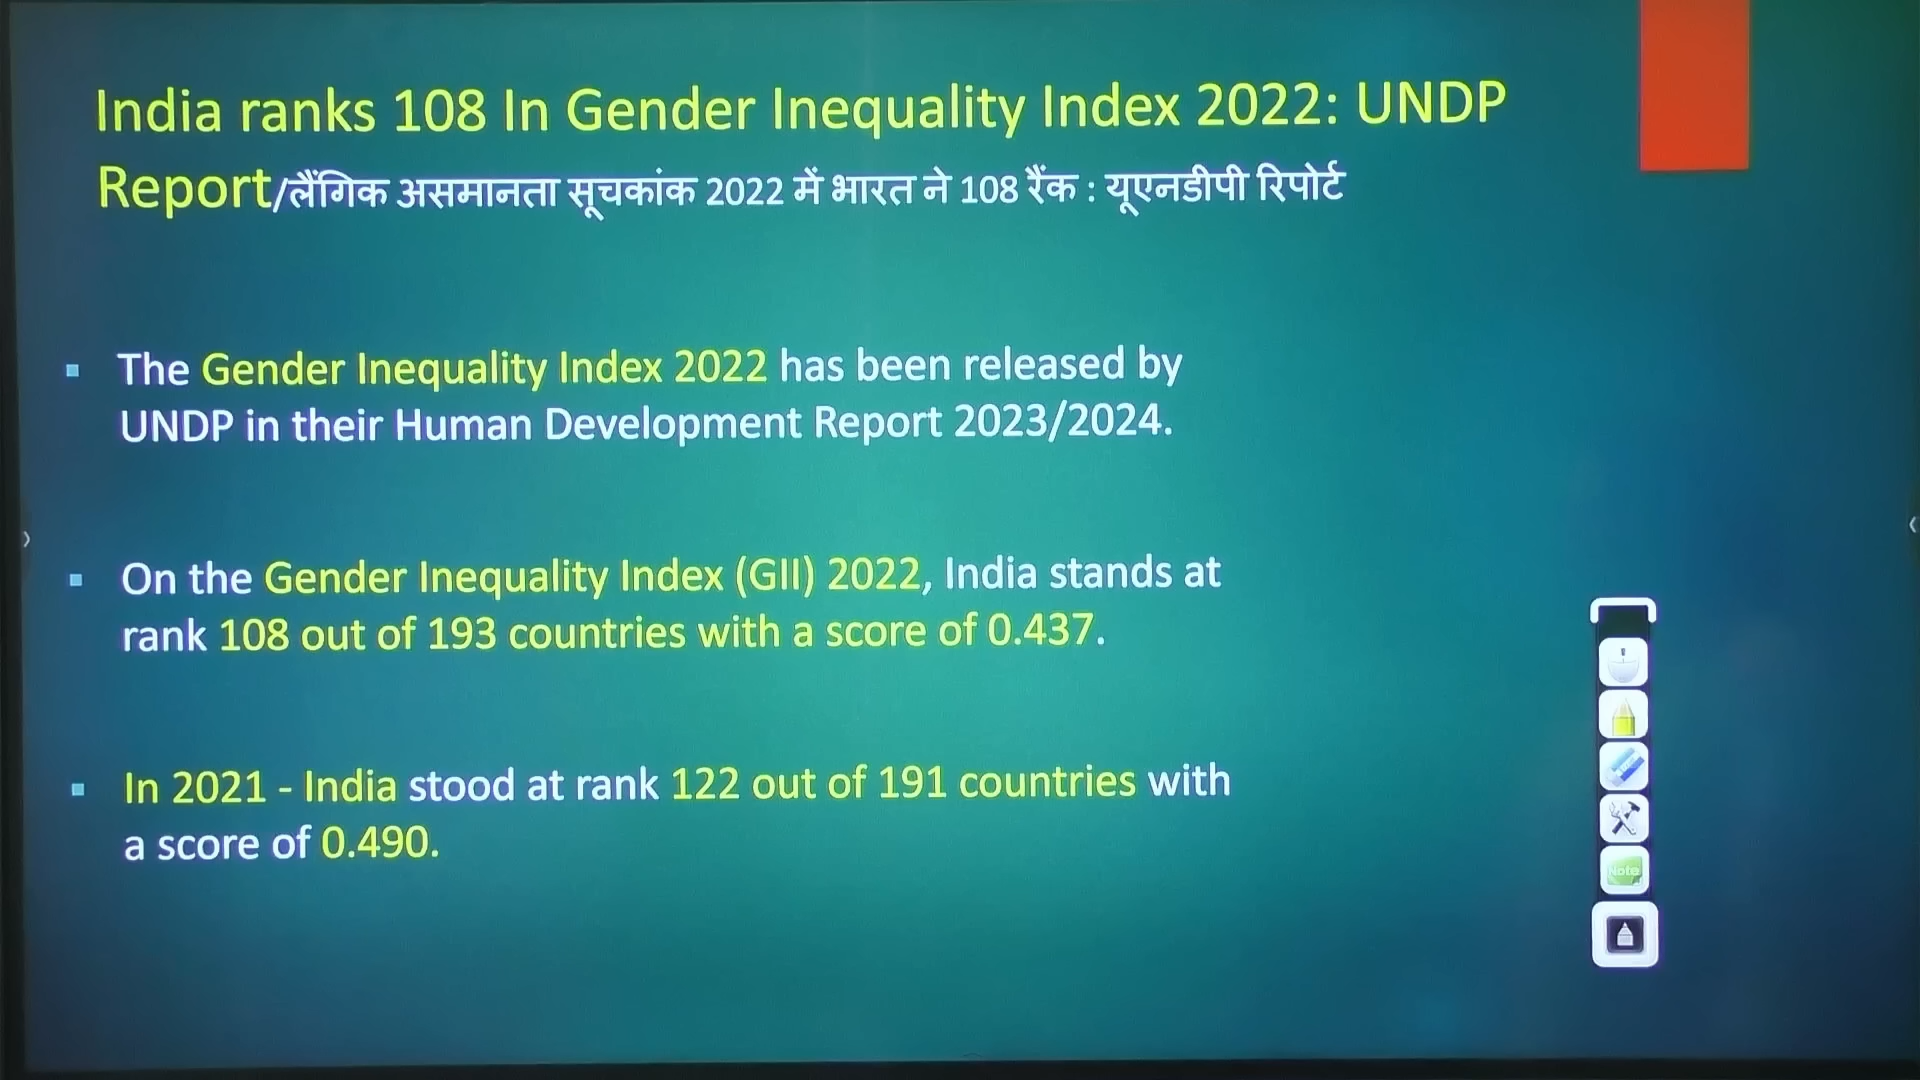 India ranks 108 In Gender Inequality Index 2022: UNDP
Report/लैंगिक असमानता सूचकांक 2022 में भारत ने 108 रैंक : यूएनडीपी रिपोर्ट
The Gender Inequality Index 2022 has been released by
UNDP in their Human Development Report 2023/2024.
On the Gender Inequality Index (GII) 2022, India stands at
rank 108 out of 193 countries with a score of 0.437.
In 2021 - India stood at rank 122 out of 191 countries with
a score of 0.490.
Note